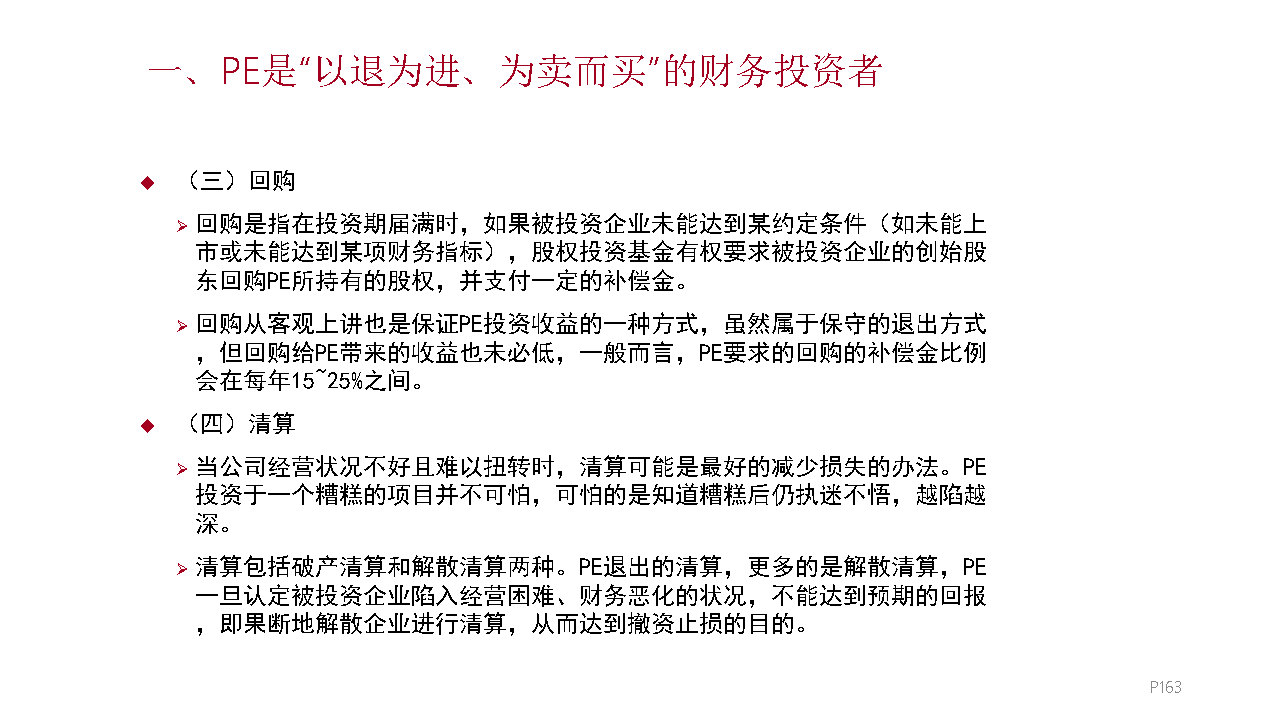 一、PE是“以退为进、为卖而买”的财务投资者
（三）回购
回购是指在投资期届满时，如果被投资企业未能达到某约定条件（如未能上
市或未能达到某项财务指标），股权投资基金有权要求被投资企业的创始股
东回购PE所持有的股权，并支付一定的补偿金。
回购从客观上讲也是保证PE投资收益的一种方式，虽然属于保守的退出方式
，但回购给PE带来的收益也未必低，一般而言，PE要求的回购的补偿金比例
会在每年15~25%之间。
（四）清算
当公司经营状况不好且难以扭转时，清算可能是最好的减少损失的办法。PE
投资于一个糟糕的项目并不可怕，可怕的是知道糟糕后仍执迷不悟，越陷越
深。
清算包括破产清算和解散清算两种。PE退出的清算，更多的是解散清算，PE
一旦认定被投资企业陷入经营困难、财务恶化的状况，不能达到预期的回报
，即果断地解散企业进行清算，从而达到撤资止损的目的。
P163